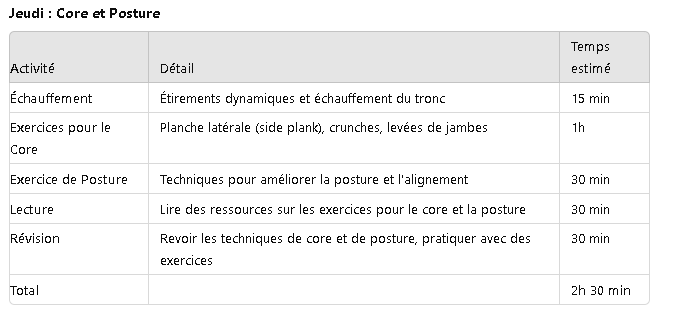 Jeudi : Core et Posture
Temps
Activité Détail estimé
Échauffement Étirements dynamiques et échauffement du tronc 15 min
Exercices pour le Planche latérale (side plank), crunches, levées de jambes 1h
Core
Exercice de Posture Techniques pour améliorer la posture et l'alignement 30 min
Lecture Lire des ressources sur les exercices pour le core et la posture 30 min
Révision Revoir les techniques de core et de posture, pratiquer avec des 30 min
exercices
Total 2h 30 min